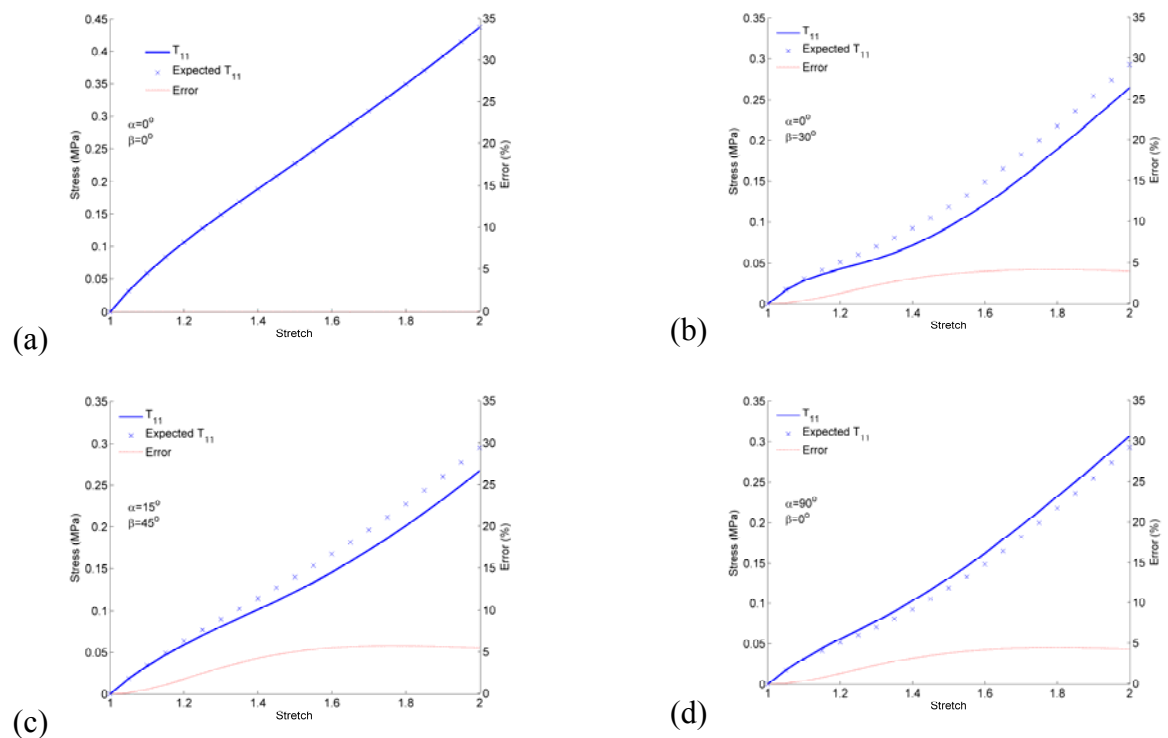 0.45
0.4
0.35
0.3
0.25
0.2
0.15
0.1
0.05
0
Stress (MPa)
T11
Expected T11
Error
α=0°
β=0°
35
30
25
20
15
10
5
0
Error (%)
1 1.2 1.4 1.6 1.8 2
Stretch
(a)
0.35
0.3
0.25
0.2
0.15
0.1
0.05
0
Stress (MPa)
T11
Expected T11
Error
α=0°
β=30°
35
30
25
20
15
10
5
0
Error (%)
1 1.2 1.4 1.6 1.8 2
Stretch
(b)
0.35
0.3
0.25
0.2
0.15
0.1
0.05
0
Stress (MPa)
T11
Expected T11
Error
α=15°
β=45°
35
30
25
20
15
10
5
0
Error (%)
1 1.2 1.4 1.6 1.8 2
Stretch
(c)
0.35
0.3
0.25
0.2
0.15
0.1
0.05
0
Stress (MPa)
T11
Expected T11
Error
α=90°
β=0°
35
30
25
20
15
10
5
0
Error (%)
1 1.2 1.4 1.6 1.8 2
Stretch
(d)